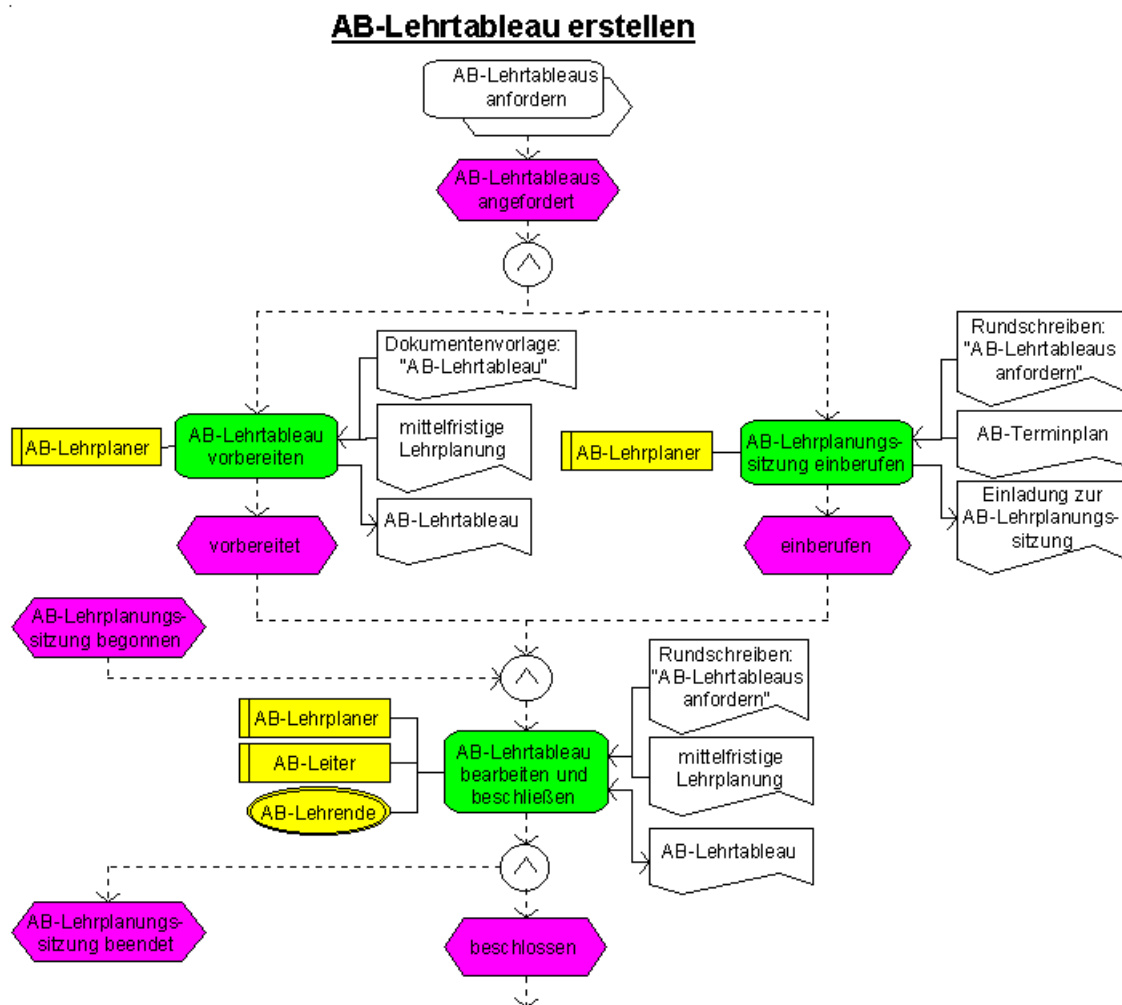 AB-Lehrtableau erstellen
AB-Lehrtableaus
anfordern
AB-Lehrtableaus
angefordert
Dokumentenvorlage:
"AB-Lehrtableau"
Rundschreiben:
"AB-Lehrtableaus
anfordern"
AB-Lehrplaner
AB-Lehrtableau
vorbereiten
mittelfristige
Lehrplanung
AB-Lehrplaner
AB-Lehrplanungs-
sitzung einberufen
AB-Terminplan
AB-Lehrtableau
Einladung zur
AB-Lehrplanungs-
sitzung
vorbereitet
einberufen
AB-Lehrplanungs-
sitzung begonnen
Rundschreiben:
"AB-Lehrtableaus
anfordern"
AB-Lehrplaner
AB-Leiter
AB-Lehrende
AB-Lehrtableau
bearbeiten und
beschließen
mittelfristige
Lehrplanung
AB-Lehrtableau
AB-Lehrplanungs-
sitzung beendet
beschlossen